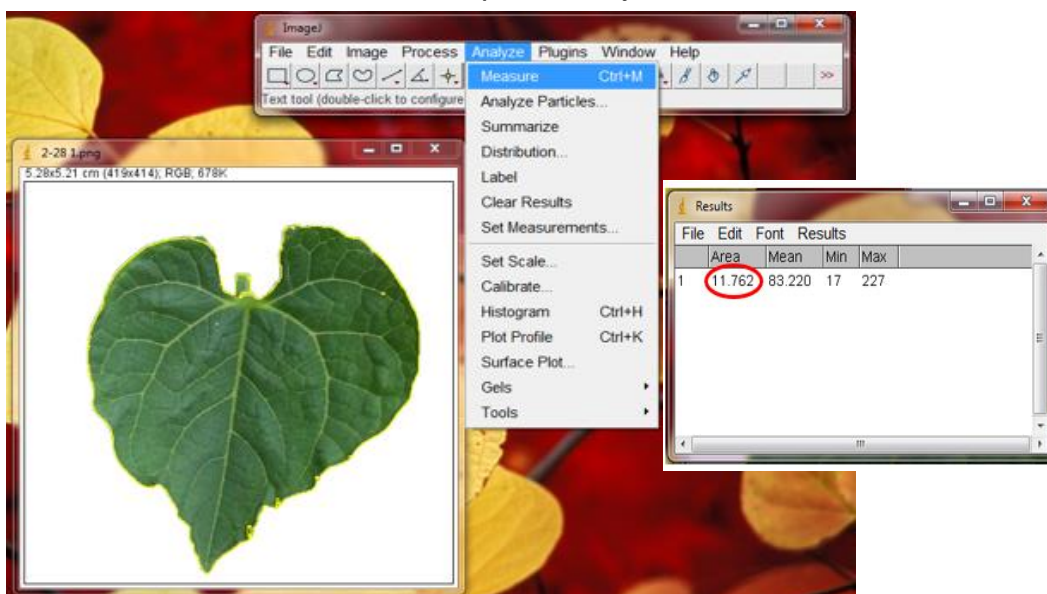 ImageJ
File Edit Image Process Analyze Plugins Window Help
>>
Text tool (double-click to configure
Measure Ctrl+M
Analyze Particles...
Summarize
Distribution...
Label
Clear Results
Set Measurements...
Set Scale...
Calibrate...
Histogram Ctrl+H
Plot Profile Ctrl+K
Surface Plot...
Gels
Tools
2-28 1.png
5.28x5.21 cm (419x414); RGB; 678K
Results
File Edit Font Results
Area Mean Min Max
1 11.762 83.220 17 227